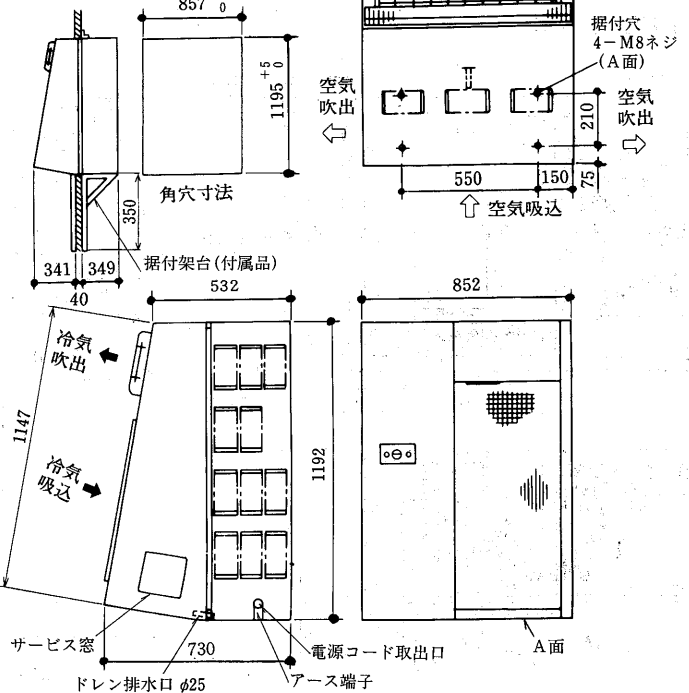 857 0
1195 +5 0
角穴寸法
350
据付架台(付属品)
341
349
40
据付穴
4-M8ネジ
(A面)
空気
吹出
空気
吹出
210
75
550
150
空気吸込
532
852
冷気
吹出
1147
冷気
吸込
1192
サービス窓
730
ドレン排水口 φ25
電源コード取出口
アース端子
A面